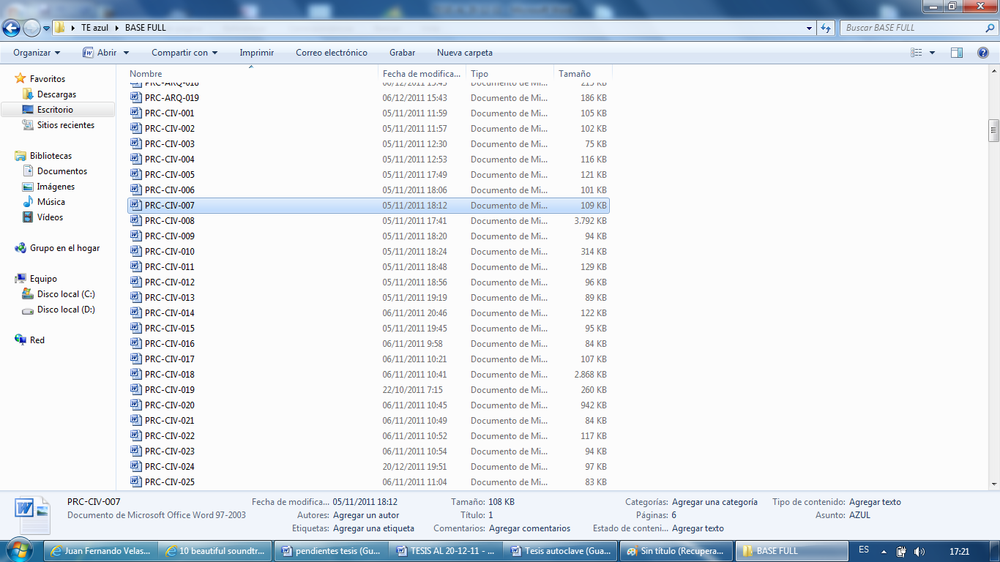 TE azul BASE FULL Buscar BASE FULL
Organizar Abrir Compartir con Imprimir Correo electrónico Grabar Nueva carpeta
Favoritos
Descargas
Escritorio
Sitios recientes
Bibliotecas
Documentos
Imágenes
Música
Vídeos
Grupo en el hogar
Equipo
Disco local (C:)
Disco local (D:)
Red
Nombre Fecha de modifica... Tipo Tamaño
PRC-ARQ-018 06/12/2011 15:43 Documento de Mi... 215 KB
PRC-ARQ-019 06/12/2011 15:43 Documento de Mi... 186 KB
PRC-CIV-001 05/11/2011 11:59 Documento de Mi... 105 KB
PRC-CIV-002 05/11/2011 11:57 Documento de Mi... 102 KB
PRC-CIV-003 05/11/2011 12:30 Documento de Mi... 75 KB
PRC-CIV-004 05/11/2011 12:53 Documento de Mi... 116 KB
PRC-CIV-005 05/11/2011 17:49 Documento de Mi... 121 KB
PRC-CIV-006 05/11/2011 18:06 Documento de Mi... 101 KB
PRC-CIV-007 05/11/2011 18:12 Documento de Mi... 109 KB
PRC-CIV-008 05/11/2011 17:41 Documento de Mi... 3.792 KB
PRC-CIV-009 05/11/2011 18:20 Documento de Mi... 94 KB
PRC-CIV-010 05/11/2011 18:24 Documento de Mi... 314 KB
PRC-CIV-011 05/11/2011 18:48 Documento de Mi... 129 KB
PRC-CIV-012 05/11/2011 18:56 Documento de Mi... 96 KB
PRC-CIV-013 05/11/2011 19:19 Documento de Mi... 89 KB
PRC-CIV-014 06/11/2011 20:46 Documento de Mi... 122 KB
PRC-CIV-015 05/11/2011 19:45 Documento de Mi... 95 KB
PRC-CIV-016 06/11/2011 9:58 Documento de Mi... 84 KB
PRC-CIV-017 06/11/2011 10:21 Documento de Mi... 107 KB
PRC-CIV-018 06/11/2011 10:41 Documento de Mi... 2.868 KB
PRC-CIV-019 22/10/2011 7:15 Documento de Mi... 260 KB
PRC-CIV-020 06/11/2011 10:45 Documento de Mi... 942 KB
PRC-CIV-021 06/11/2011 10:49 Documento de Mi... 84 KB
PRC-CIV-022 06/11/2011 10:52 Documento de Mi... 117 KB
PRC-CIV-023 06/11/2011 10:54 Documento de Mi... 94 KB
PRC-CIV-024 20/12/2011 19:51 Documento de Mi... 97 KB
PRC-CIV-025 06/11/2011 11:04 Documento de Mi... 83 KB
PRC-CIV-007 Fecha de modifica... 05/11/2011 18:12 Tamaño: 108 KB Categorías: Agregar una categoría Tipo de contenido: Agregar texto
Documento de Microsoft Office Word 97-2003 Autores: Agregar un autor Título: 1 Páginas: 6 Asunto: AZUL
Etiquetas: Agregar una etiqueta Comentarios: Agregar comentarios Estado de conteni... Agregar texto
Juan Fernando Velas... 10 beautiful soundtr... pendientes tesis (Gu... TESIS AL 20-12-11 - ... Tesis autoclave (Gua... Sin título (Recupera... BASE FULL ES 17:21